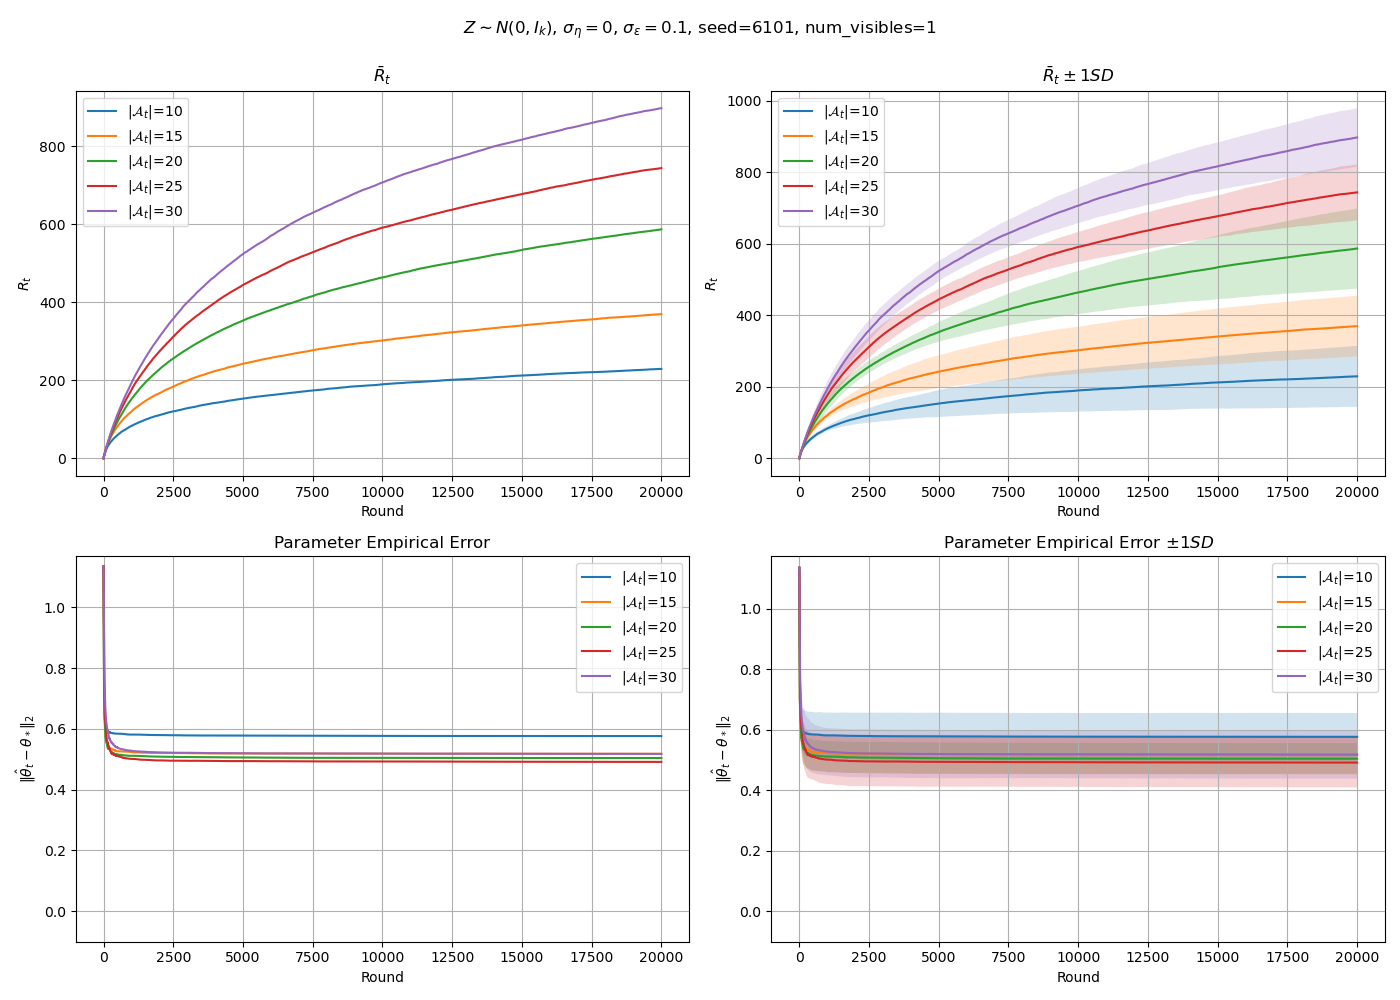 Z ∼ N(0, I_k), σ_η = 0, σ_ε = 0.1, seed=6101, num_visibles=1
R̄_t
R_t
800
600
400
200
0
|𝒜_t|=10
|𝒜_t|=15
|𝒜_t|=20
|𝒜_t|=25
|𝒜_t|=30
0 2500 5000 7500 10000 12500 15000 17500 20000
Round
R̄_t ± 1SD
R_t
1000
800
600
400
200
0
|𝒜_t|=10
|𝒜_t|=15
|𝒜_t|=20
|𝒜_t|=25
|𝒜_t|=30
0 2500 5000 7500 10000 12500 15000 17500 20000
Round
Parameter Empirical Error
‖θ̂_t − θ_*‖_2
1.0
0.8
0.6
0.4
0.2
0.0
|𝒜_t|=10
|𝒜_t|=15
|𝒜_t|=20
|𝒜_t|=25
|𝒜_t|=30
0 2500 5000 7500 10000 12500 15000 17500 20000
Round
Parameter Empirical Error ±1SD
‖θ̂_t − θ_*‖_2
1.0
0.8
0.6
0.4
0.2
0.0
|𝒜_t|=10
|𝒜_t|=15
|𝒜_t|=20
|𝒜_t|=25
|𝒜_t|=30
0 2500 5000 7500 10000 12500 15000 17500 20000
Round